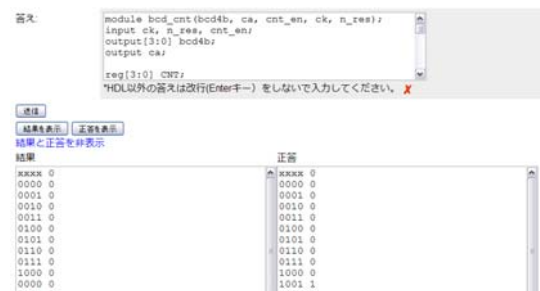 答え:
module bcd_cnt(bcd4b, ca, cnt_en, ck, n_res);
input ck, n_res, cnt_en;
output[3:0] bcd4b;
output ca;
reg[3:0] CNT;
*HDL以外の答えは改行(Enterキー）をしないで入力してください。 ✗
送信
結果を表示 正答を表示
結果と正答を非表示
結果
xxxx 0
0000 0
0001 0
0010 0
0011 0
0100 0
0101 0
0110 0
0111 0
1000 0
0000 0
正答
xxxx 0
0000 0
0001 0
0010 0
0011 0
0100 0
0101 0
0110 0
0111 0
1000 0
1001 1